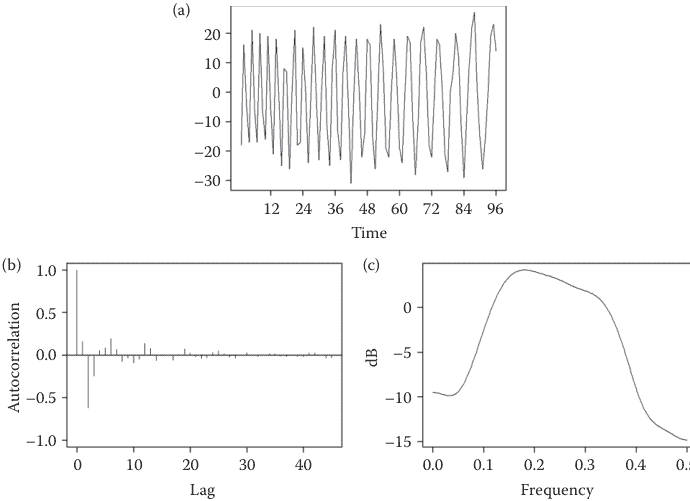 (a)
20
10
0
−10
−20
−30
12 24 36 48 60 72 84 96
Time
(b)
1.0
0.5
0.0
−0.5
−1.0
Autocorrelation
0 10 20 30 40
Lag
(c)
0
−5
−10
−15
dB
0.0 0.1 0.2 0.3 0.4
Frequency